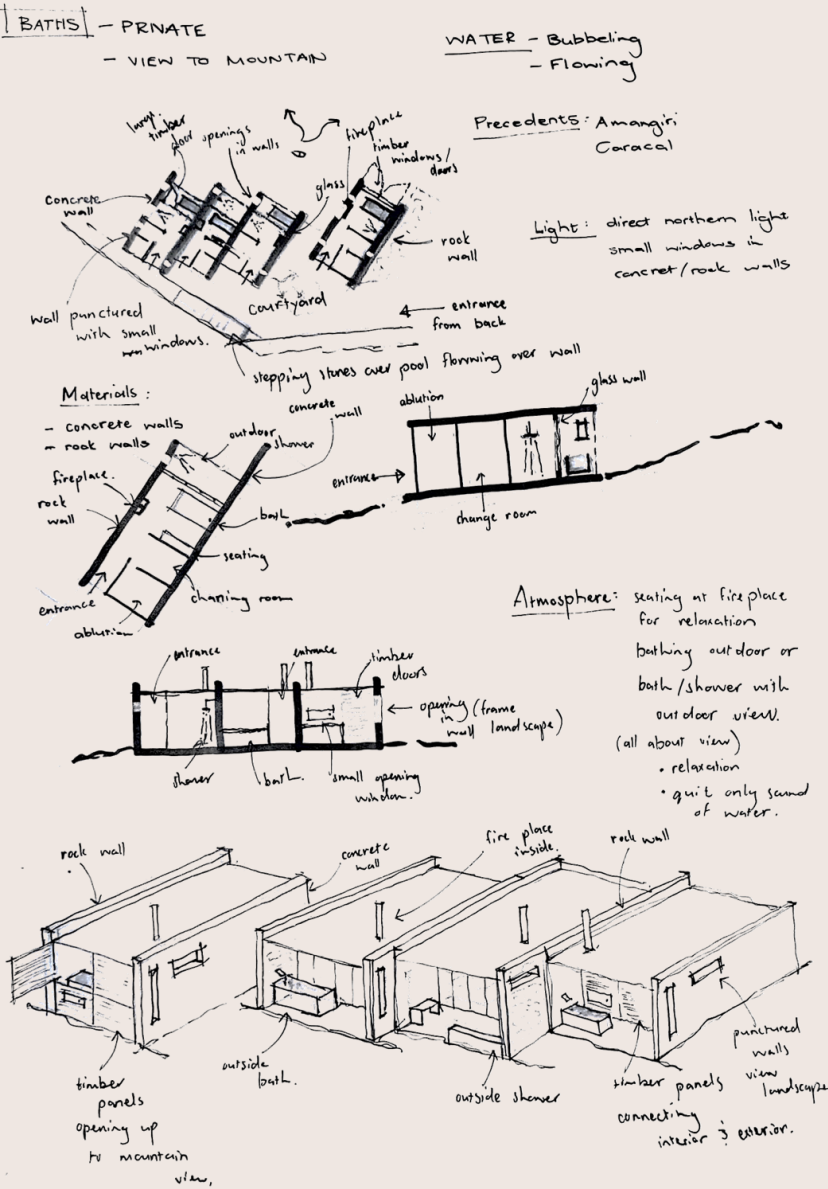 BATHS - PRIVATE
- VIEW TO MOUNTAIN
WATER - Bubbeling
- Flowing
Precedents: Amangiri
Caracal
large
timber
door
openings
in walls
fireplace
timber
windows/
doors
glass
concrete
wall
rock
wall
Light: direct northern light
small windows in
concret/rock walls
courtyard
entrance
from back
wall punctured
with small
windows.
stepping stones over pool flowwing over wall
Materials:
- concrete walls
- rock walls
concrete
wall
outdoor
shower
fireplace.
rock
wall
bath
seating
chaning room
entrance
ablution
ablution
glass wall
entrance
change room
Atmosphere: seating at fireplace
for relaxation
bathing outdoor or
bath/shower with
outdoor view.
(all about view)
• relaxation
• quit only sound
of water.
entrance
entrance
timber
doors
opening (frame
in
wall landscape)
shower
bath.
small opening
window.
rock wall
concrete
wall
fire place
inside.
rock wall
timber
panels
opening up
to mountain
view,
outside
bath.
outside shower
timber panels
connecting
interior & exterior.
punctured
walls
view
landscape